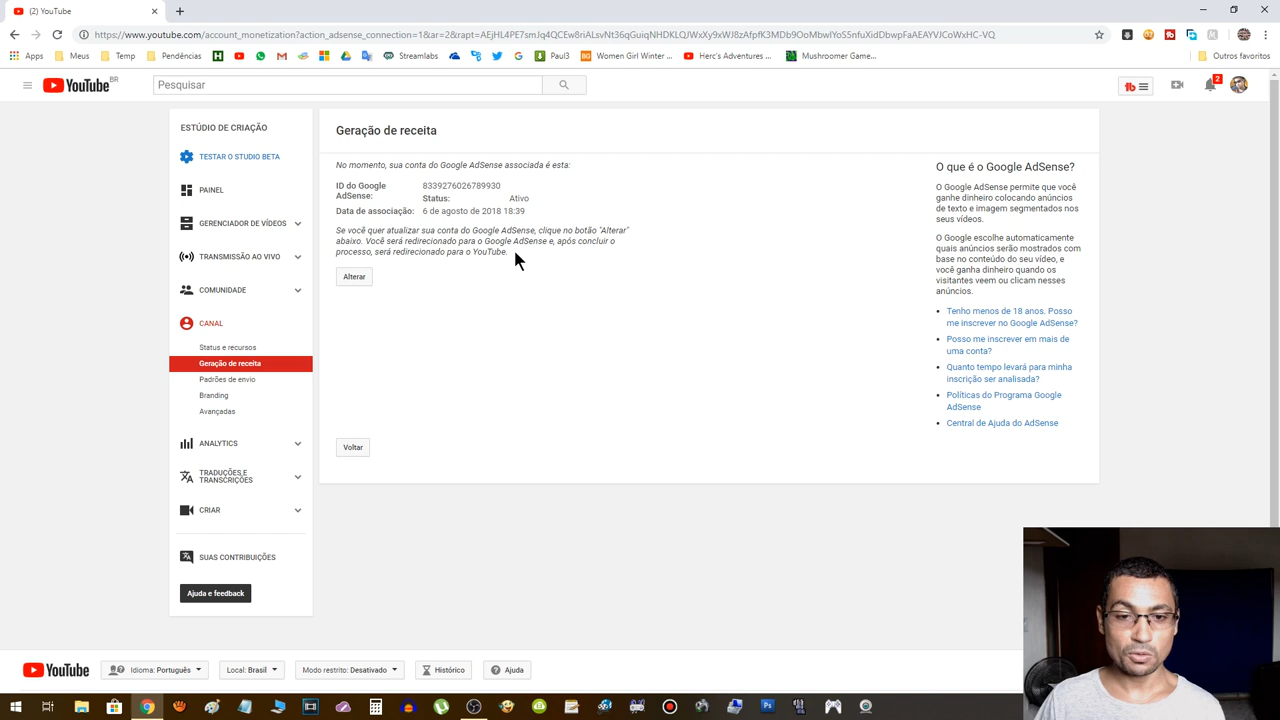 (2) YouTube
https://www.youtube.com/account_monetization?action_adsense_connection=1&ar=2&rapt=AEjHL4PE7smJq4QCEw8riALsvNt36qGuiqNHDKLQJWxXy9xWJ8zAfpfK3MDb9OoMbwlYoS5nfuXidDbwpFaAEAYVJCoWxHC-VQ
Apps
Meus
Temp
Pendências
Streamlabs
Paul3
Women Girl Winter ...
Herc's Adventures ...
Mushroomer Game...
Outros favoritos
YouTube BR
Pesquisar
2
ESTÚDIO DE CRIAÇÃO
TESTAR O STUDIO BETA
PAINEL
GERENCIADOR DE VÍDEOS
TRANSMISSÃO AO VIVO
COMUNIDADE
CANAL
Status e recursos
Geração de receita
Padrões de envio
Branding
Avançadas
ANALYTICS
TRADUÇÕES E
TRANSCRIÇÕES
CRIAR
SUAS CONTRIBUIÇÕES
Ajuda e feedback
Geração de receita
No momento, sua conta do Google AdSense associada é esta:
ID do Google
AdSense:
8339276026789930
Status: Ativo
Data de associação: 6 de agosto de 2018 18:39
Se você quer atualizar sua conta do Google AdSense, clique no botão "Alterar"
abaixo. Você será redirecionado para o Google AdSense e, após concluir o
processo, será redirecionado para o YouTube.
Alterar
Voltar
O que é o Google AdSense?
O Google AdSense permite que você
ganhe dinheiro colocando anúncios
de texto e imagem segmentados nos
seus vídeos.
O Google escolhe automaticamente
quais anúncios serão mostrados com
base no conteúdo do seu vídeo, e
você ganha dinheiro quando os
visitantes veem ou clicam nesses
anúncios.
Tenho menos de 18 anos. Posso
me inscrever no Google AdSense?
Posso me inscrever em mais de
uma conta?
Quanto tempo levará para minha
inscrição ser analisada?
Políticas do Programa Google
AdSense
Central de Ajuda do AdSense
YouTube
Idioma: Português
Local: Brasil
Modo restrito: Desativado
Histórico
Ajuda